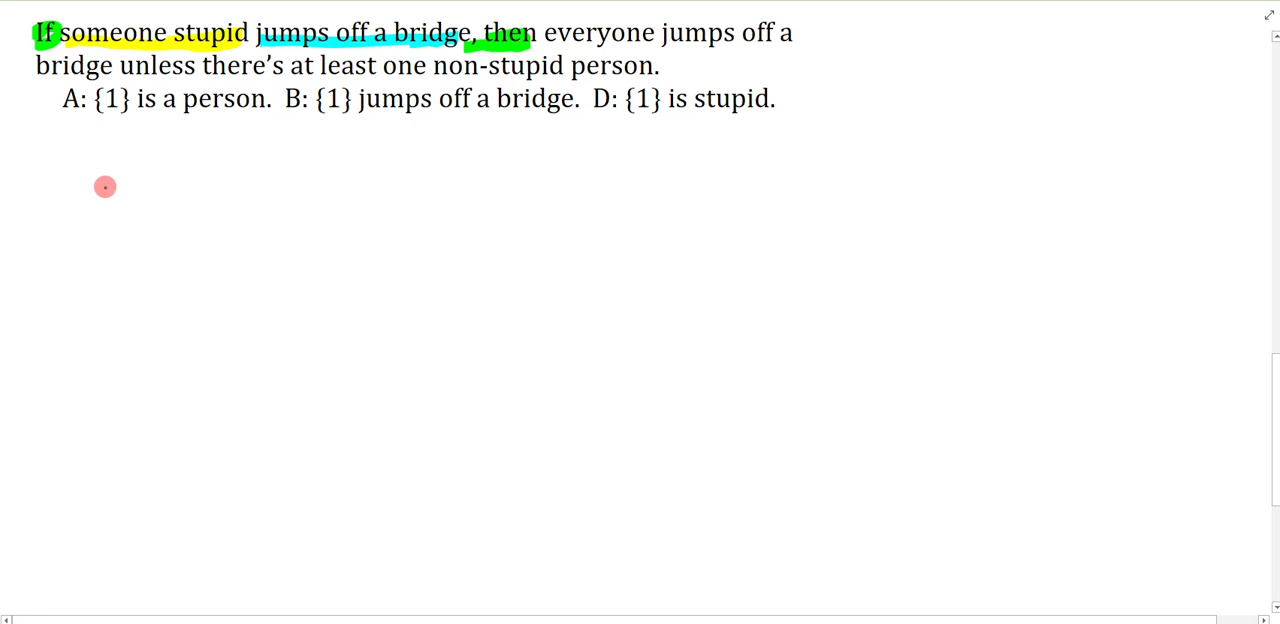 If someone stupid jumps off a bridge, then everyone jumps off a
bridge unless there’s at least one non-stupid person.
A: {1} is a person.  B: {1} jumps off a bridge.  D: {1} is stupid.